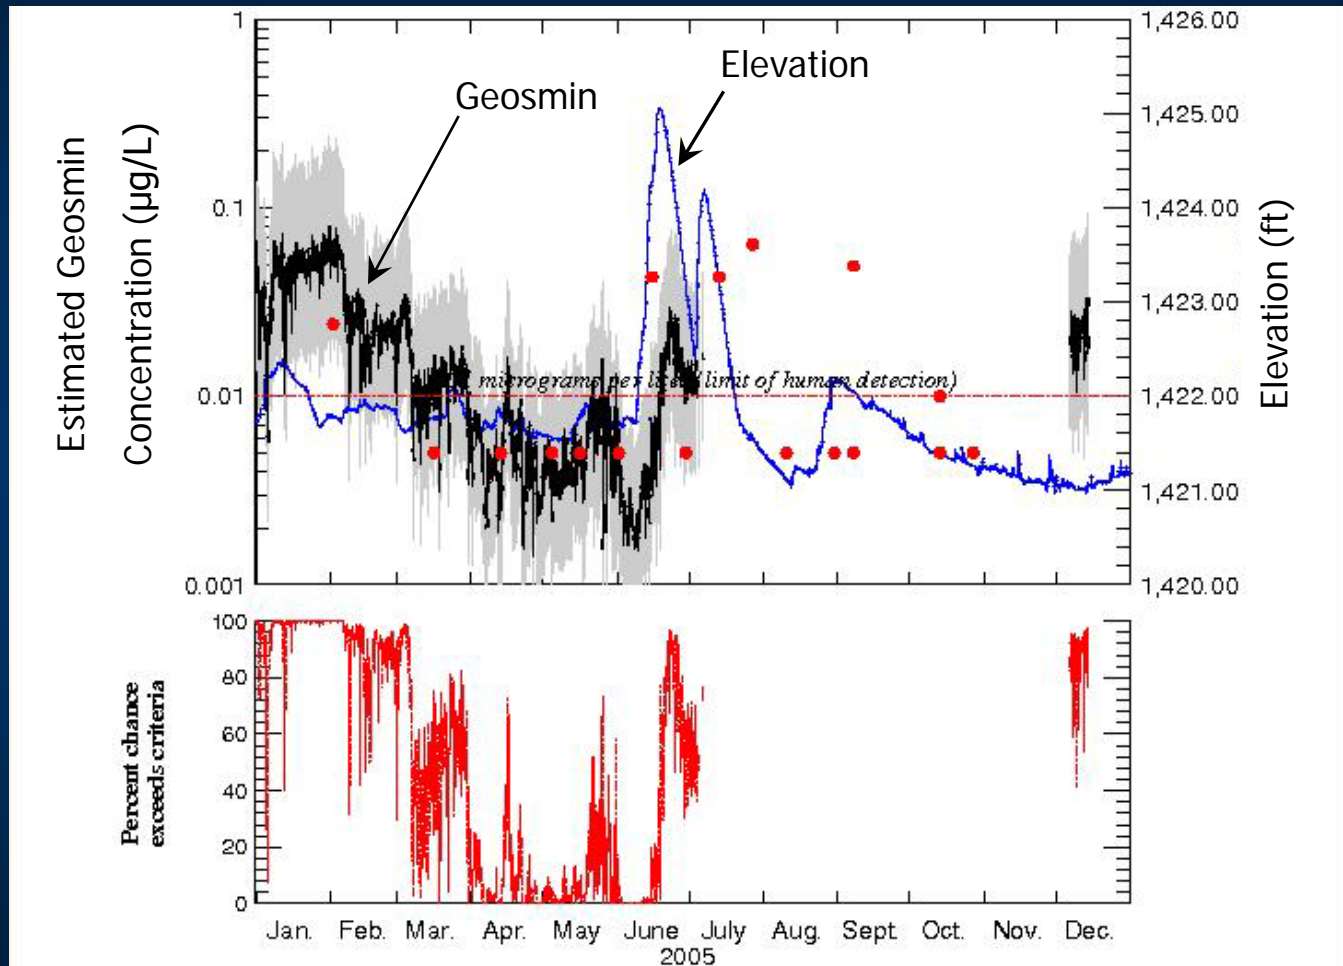 Estimated Geosmin
Concentration (µg/L)
1
0.1
0.01
0.001
Geosmin
Elevation
micrograms per liter (limit of human detection)
1,426.00
1,425.00
1,424.00
1,423.00
1,422.00
1,421.00
1,420.00
Elevation (ft)
Percent chance
exceeds criteria
100
80
60
40
20
0
Jan. Feb. Mar. Apr. May June July Aug. Sept. Oct. Nov. Dec.
2005